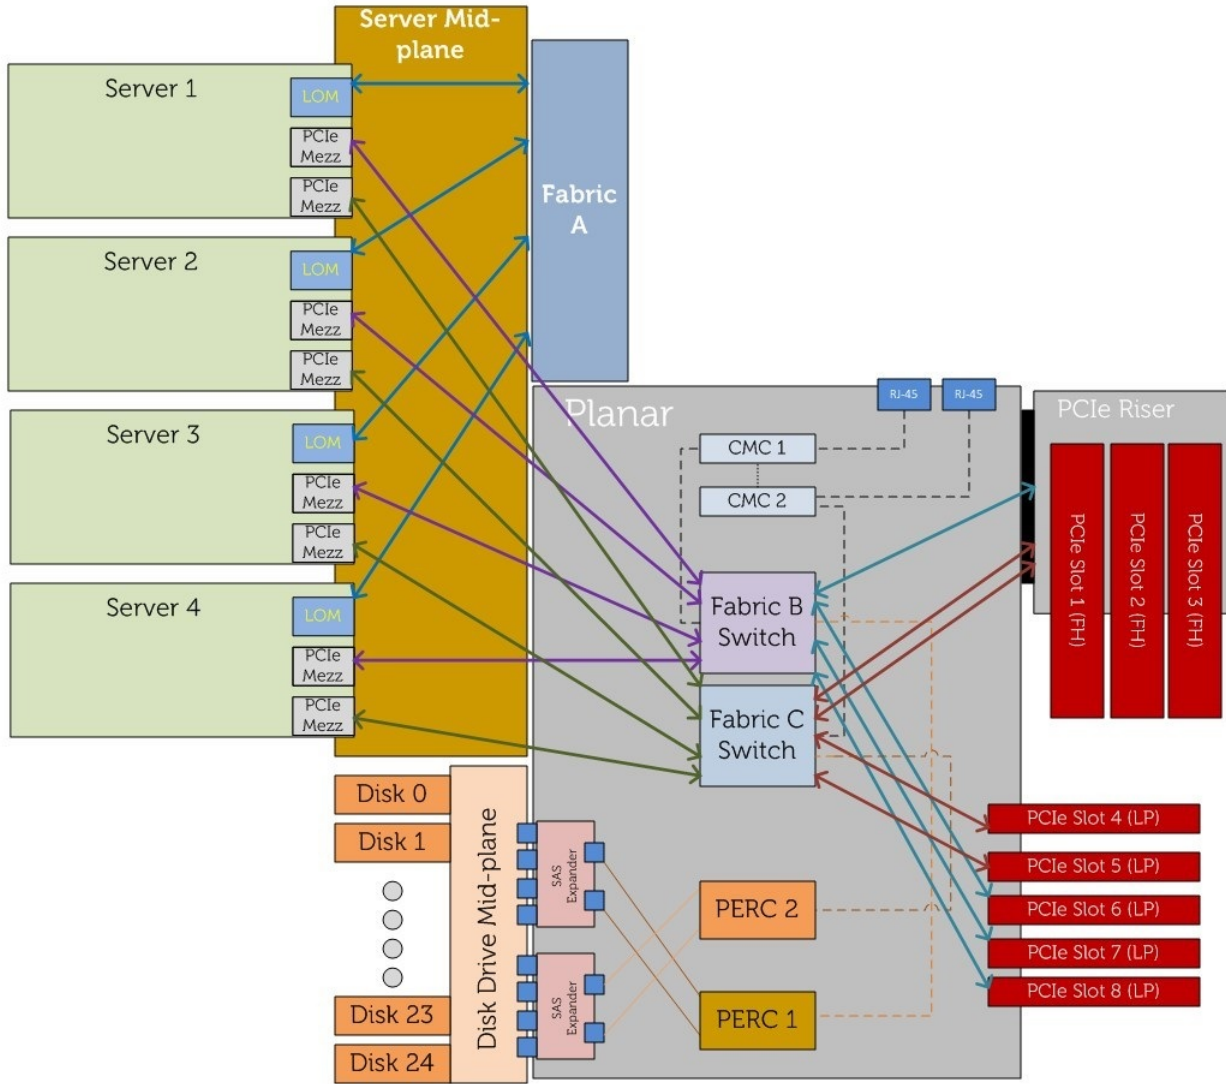 Server Mid-
plane
Server 1
LOM
PCIe
Mezz
PCIe
Mezz
Fabric
A
Server 2
LOM
PCIe
Mezz
PCIe
Mezz
Server 3
LOM
PCIe
Mezz
PCIe
Mezz
Server 4
LOM
PCIe
Mezz
PCIe
Mezz
Planar
RJ-45
RJ-45
CMC 1
CMC 2
Fabric B
Switch
Fabric C
Switch
PCIe Riser
PCIe Slot 1 (FH)
PCIe Slot 2 (FH)
PCIe Slot 3 (FH)
PCIe Slot 4 (LP)
PCIe Slot 5 (LP)
PCIe Slot 6 (LP)
PCIe Slot 7 (LP)
PCIe Slot 8 (LP)
Disk 0
Disk 1
Disk 23
Disk 24
Disk Drive Mid-plane
SAS
Expander
SAS
Expander
PERC 2
PERC 1